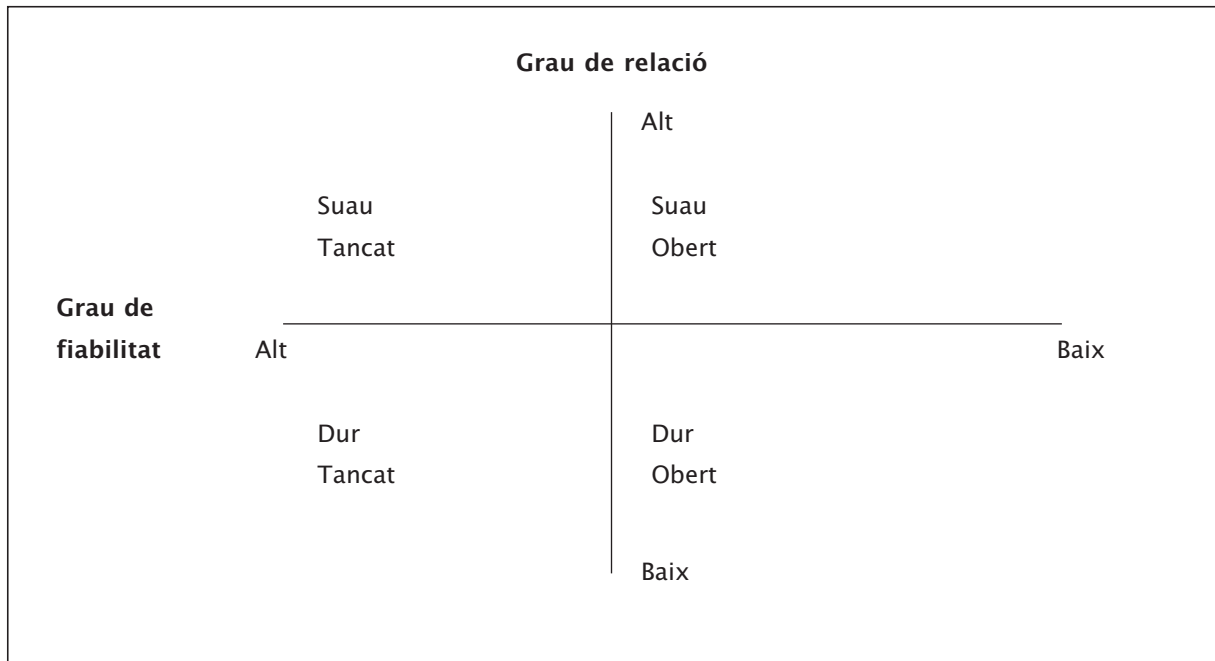 Grau de relació
Alt
Suau Suau
Tancat Obert
Grau de
fiabilitat Alt Baix
Dur Dur
Tancat Obert
Baix